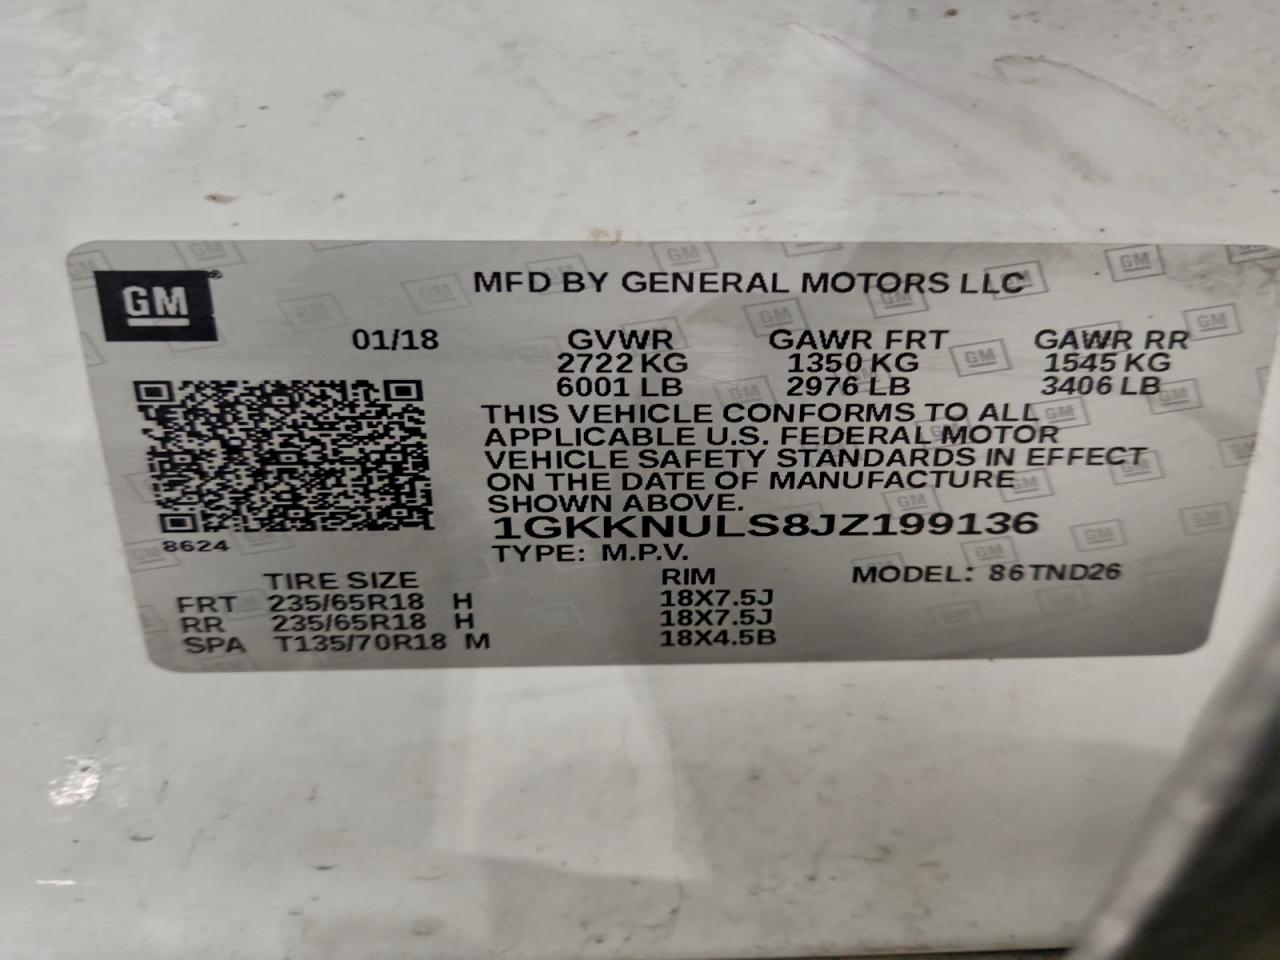 GM
MFD BY GENERAL MOTORS LLC
01/18 GVWR GAWR FRT GAWR RR
2722 KG 1350 KG 1545 KG
6001 LB 2976 LB 3406 LB
THIS VEHICLE CONFORMS TO ALL
APPLICABLE U.S. FEDERAL MOTOR
VEHICLE SAFETY STANDARDS IN EFFECT
ON THE DATE OF MANUFACTURE
SHOWN ABOVE.
1GKKNULS8JZ199136
8624
TYPE: M.P.V.
TIRE SIZE RIM MODEL: 86TND26
FRT 235/65R18 H 18X7.5J
RR 235/65R18 H 18X7.5J
SPA T135/70R18 M 18X4.5B